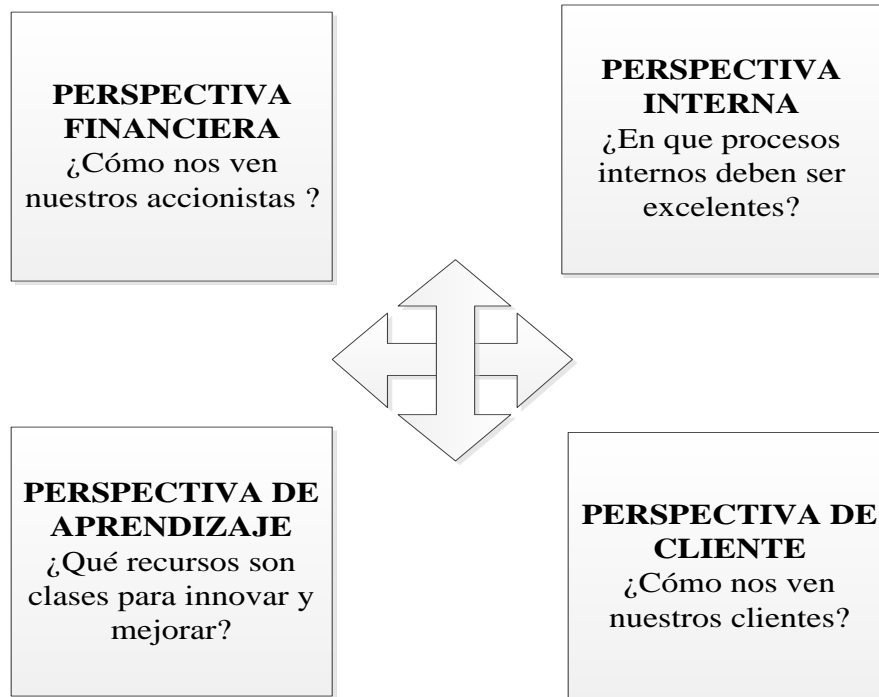 PERSPECTIVA
FINANCIERA
¿Cómo nos ven
nuestros accionistas ?
PERSPECTIVA
INTERNA
¿En que procesos
internos deben ser
excelentes?
PERSPECTIVA DE
APRENDIZAJE
¿Qué recursos son
clases para innovar y
mejorar?
PERSPECTIVA DE
CLIENTE
¿Cómo nos ven
nuestros clientes?